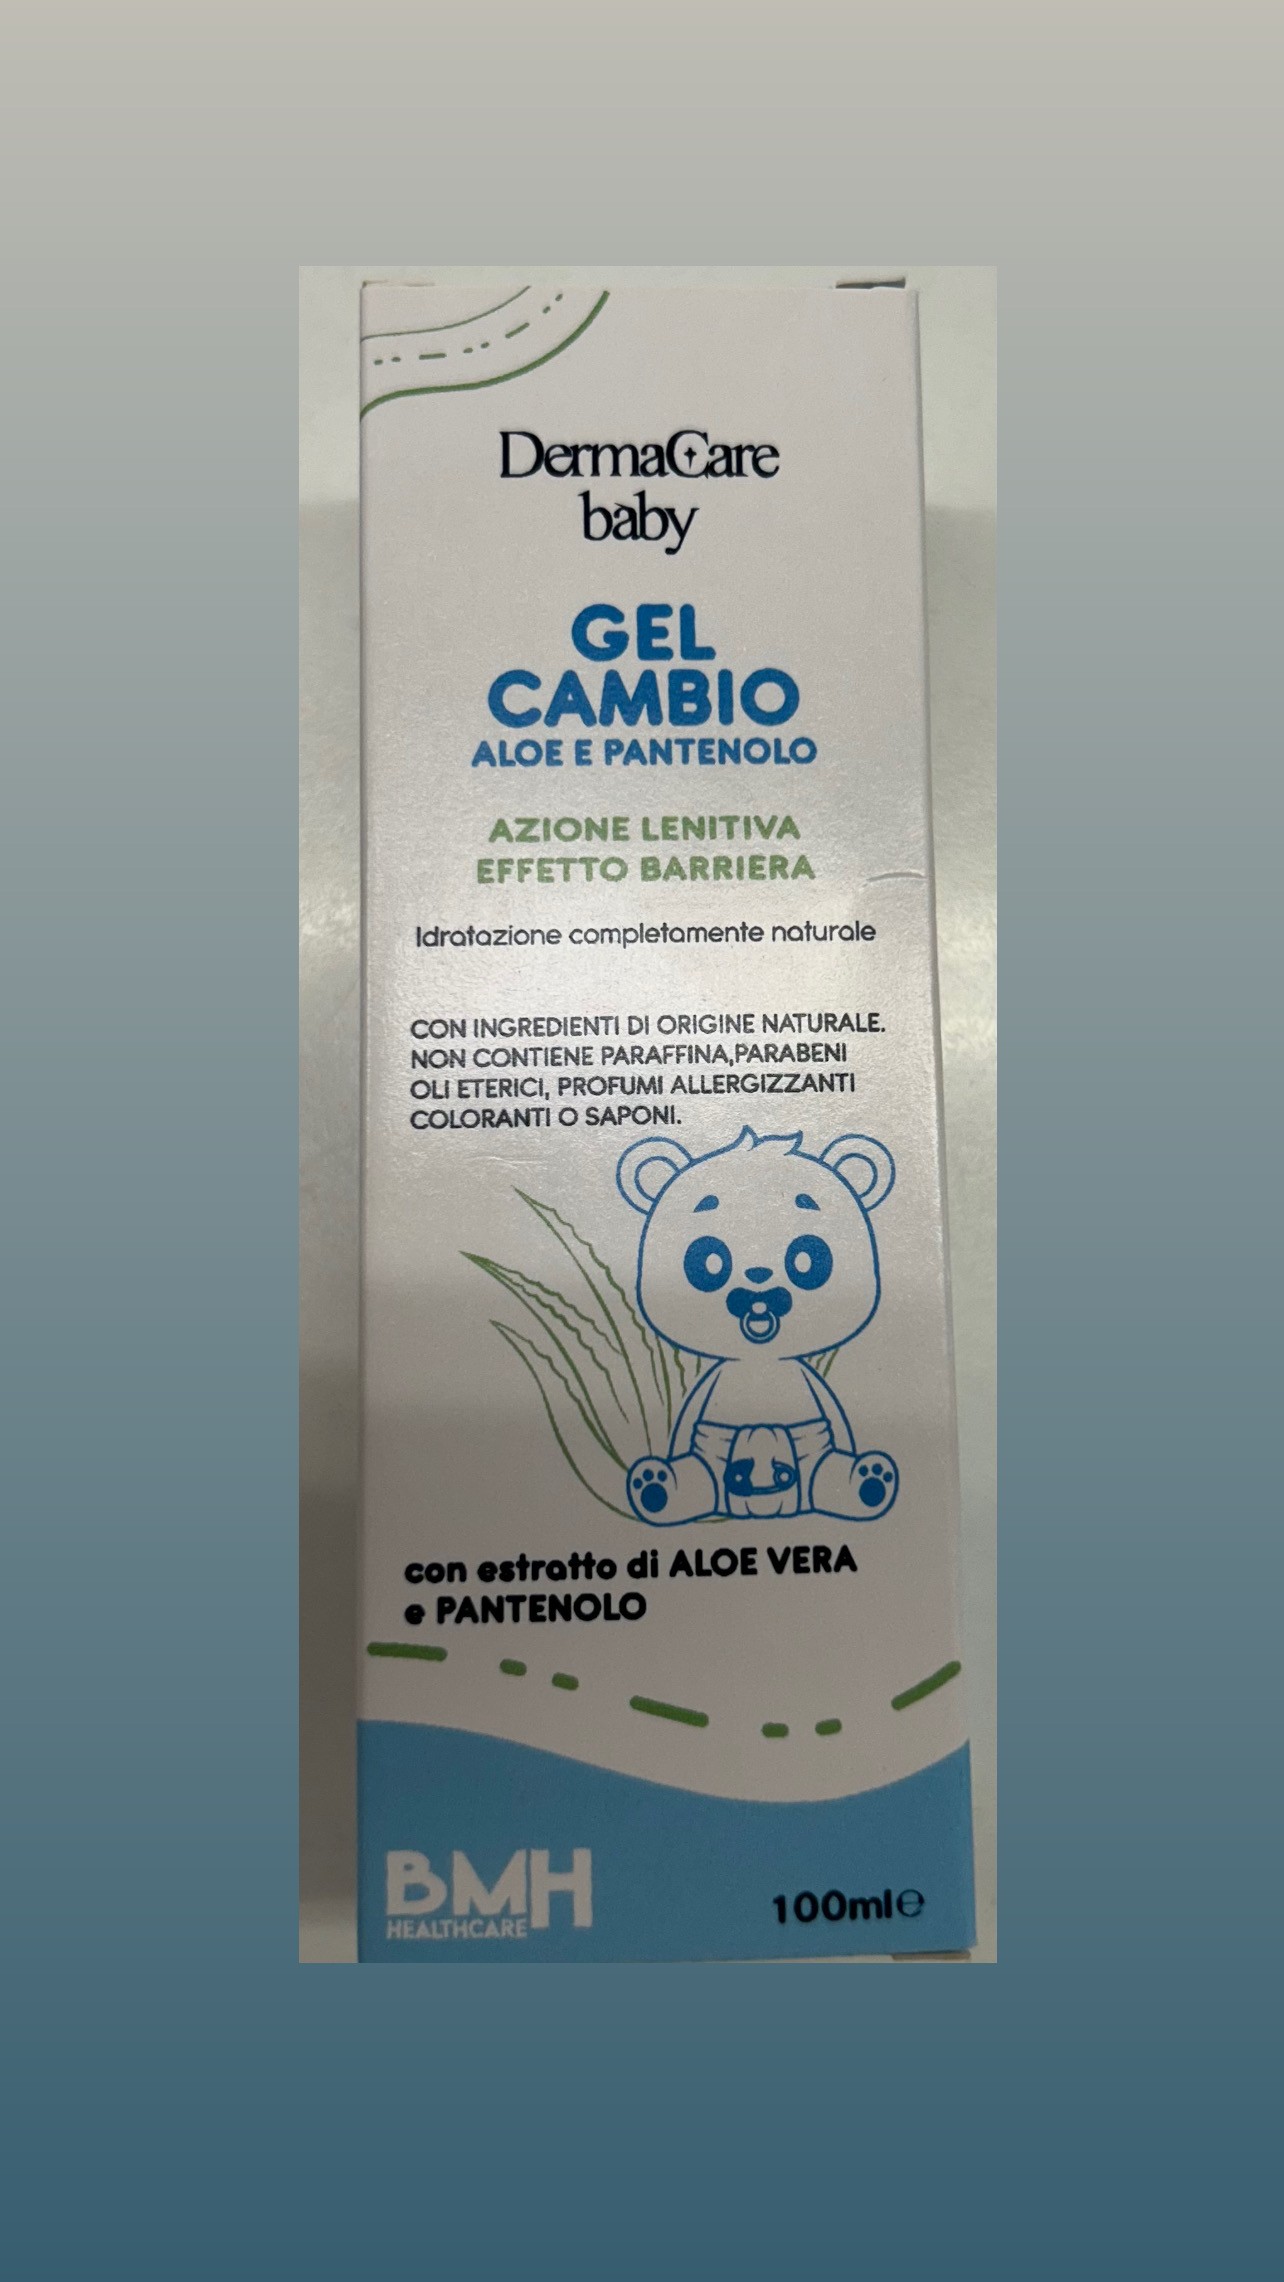 DermaCare
baby
GEL
CAMBIO
ALOE E PANTENOLO
AZIONE LENITIVA
EFFETTO BARRIERA
Idratazione completamente naturale
CON INGREDIENTI DI ORIGINE NATURALE.
NON CONTIENE PARAFFINA,PARABENI
OLI ETERICI, PROFUMI ALLERGIZZANTI
COLORANTI O SAPONI.
con estratto di ALOE VERA
e PANTENOLO
BMH
HEALTHCARE
100ml℮